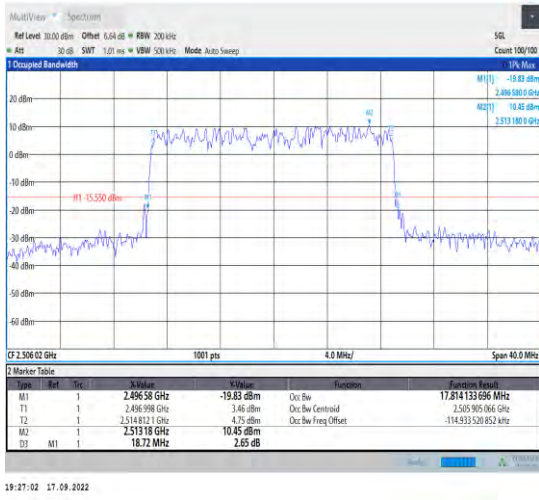 MultiView Spectrum
Ref Level 30.00 dBm Offset 6.64 dB RBW 200 kHz SGL
Att 30 dB SWT 1.01 ms VBW 500 kHz Mode Auto Sweep Count 100/100
1 Occupied Bandwidth 1Pk Max
M1[1] -19.83 dBm
2.496 580 0 GHz
M2[1] 10.45 dBm
2.513 180 0 GHz
20 dBm
10 dBm
M2
0 dBm
-10 dBm
H1 -15.550 dBm
M1
-20 dBm
-30 dBm
-40 dBm
-50 dBm
-60 dBm
CF 2.506 02 GHz 1001 pts 4.0 MHz/ Span 40.0 MHz
2 Marker Table
Type Ref Trc X-Value Y-Value Function Function Result
M1 1 2.496 58 GHz -19.83 dBm Occ Bw 17.814 133 696 MHz
T1 1 2.496 998 GHz 3.46 dBm Occ Bw Centroid 2.505 905 066 GHz
T2 1 2.514 812 1 GHz 4.75 dBm Occ Bw Freq Offset -114.933 520 852 kHz
M2 1 2.513 18 GHz 10.45 dBm
D3 M1 1 18.72 MHz 2.65 dB
19:27:02 17.09.2022